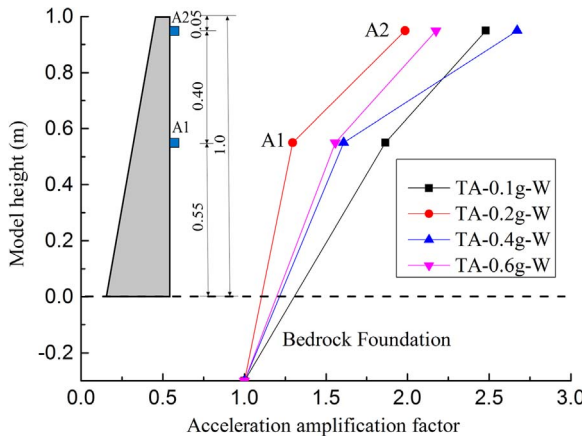 1.0
0.8
0.6
0.4
0.2
0.0
-0.2
Model height (m)
A2
A1
0.05
0.40
1.0
0.55
A2
A1
TA-0.1g-W
TA-0.2g-W
TA-0.4g-W
TA-0.6g-W
Bedrock Foundation
0.0 0.5 1.0 1.5 2.0 2.5 3.0
Acceleration amplification factor